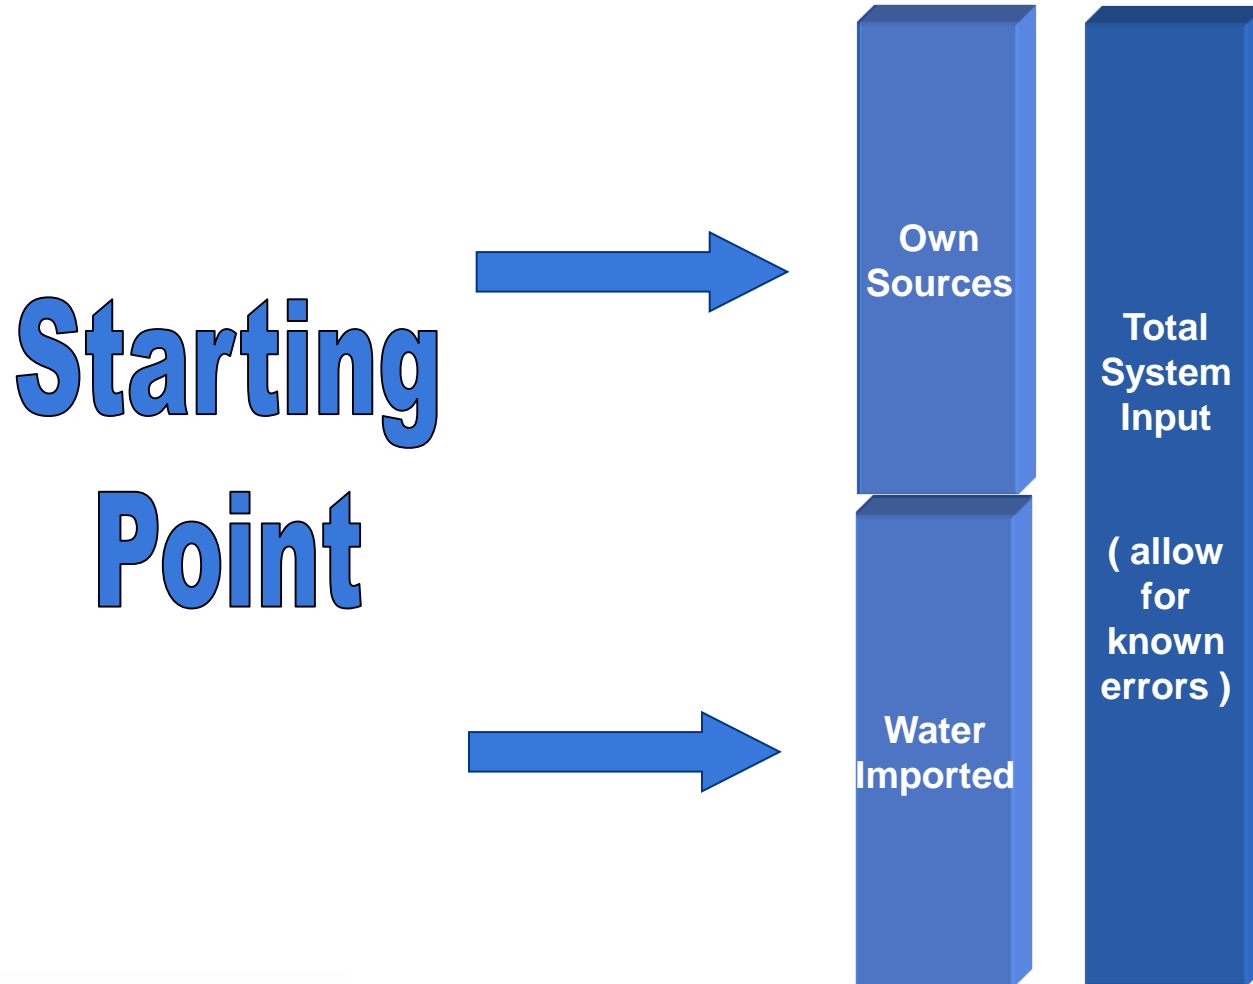 Starting
Point
Own
Sources
Water
Imported
Total
System
Input
( allow
for
known
errors )